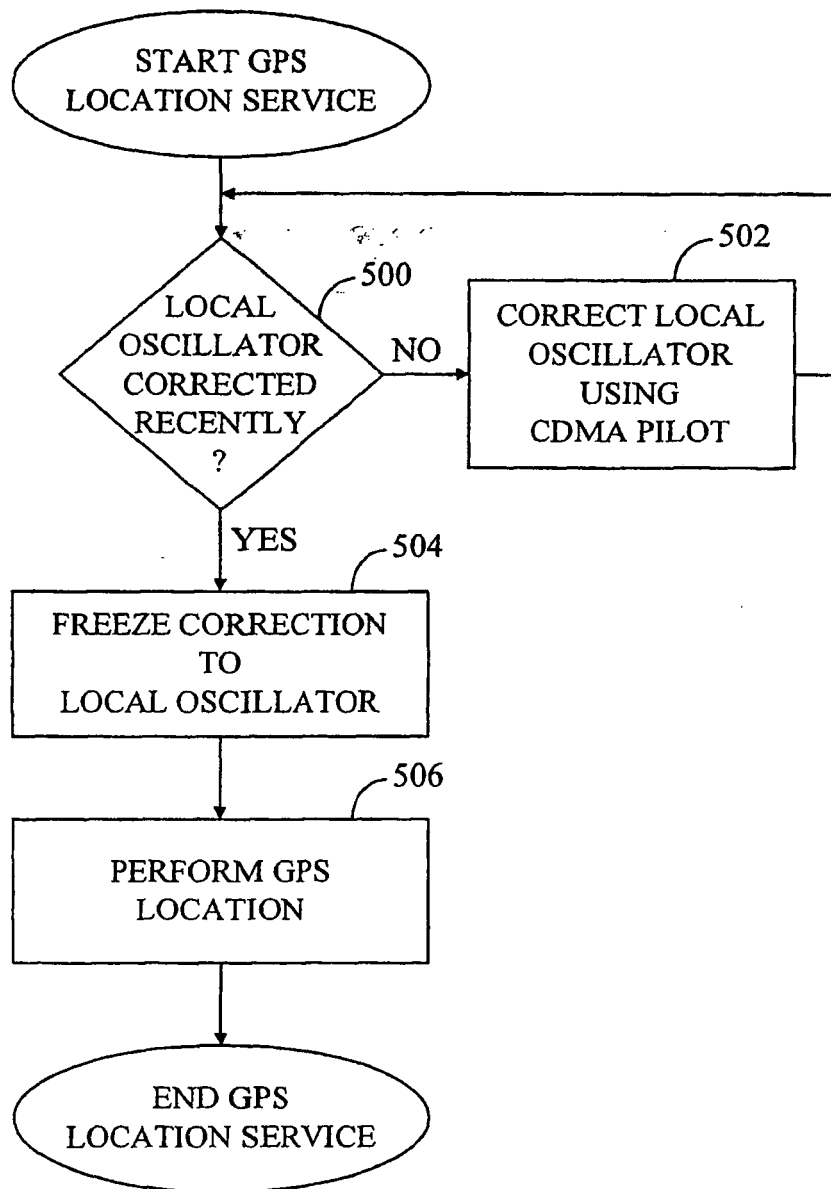 START GPS
LOCATION SERVICE
500
LOCAL
OSCILLATOR
CORRECTED
RECENTLY
?
NO
502
CORRECT LOCAL
OSCILLATOR
USING
CDMA PILOT
YES
504
FREEZE CORRECTION
TO
LOCAL OSCILLATOR
506
PERFORM GPS
LOCATION
END GPS
LOCATION SERVICE